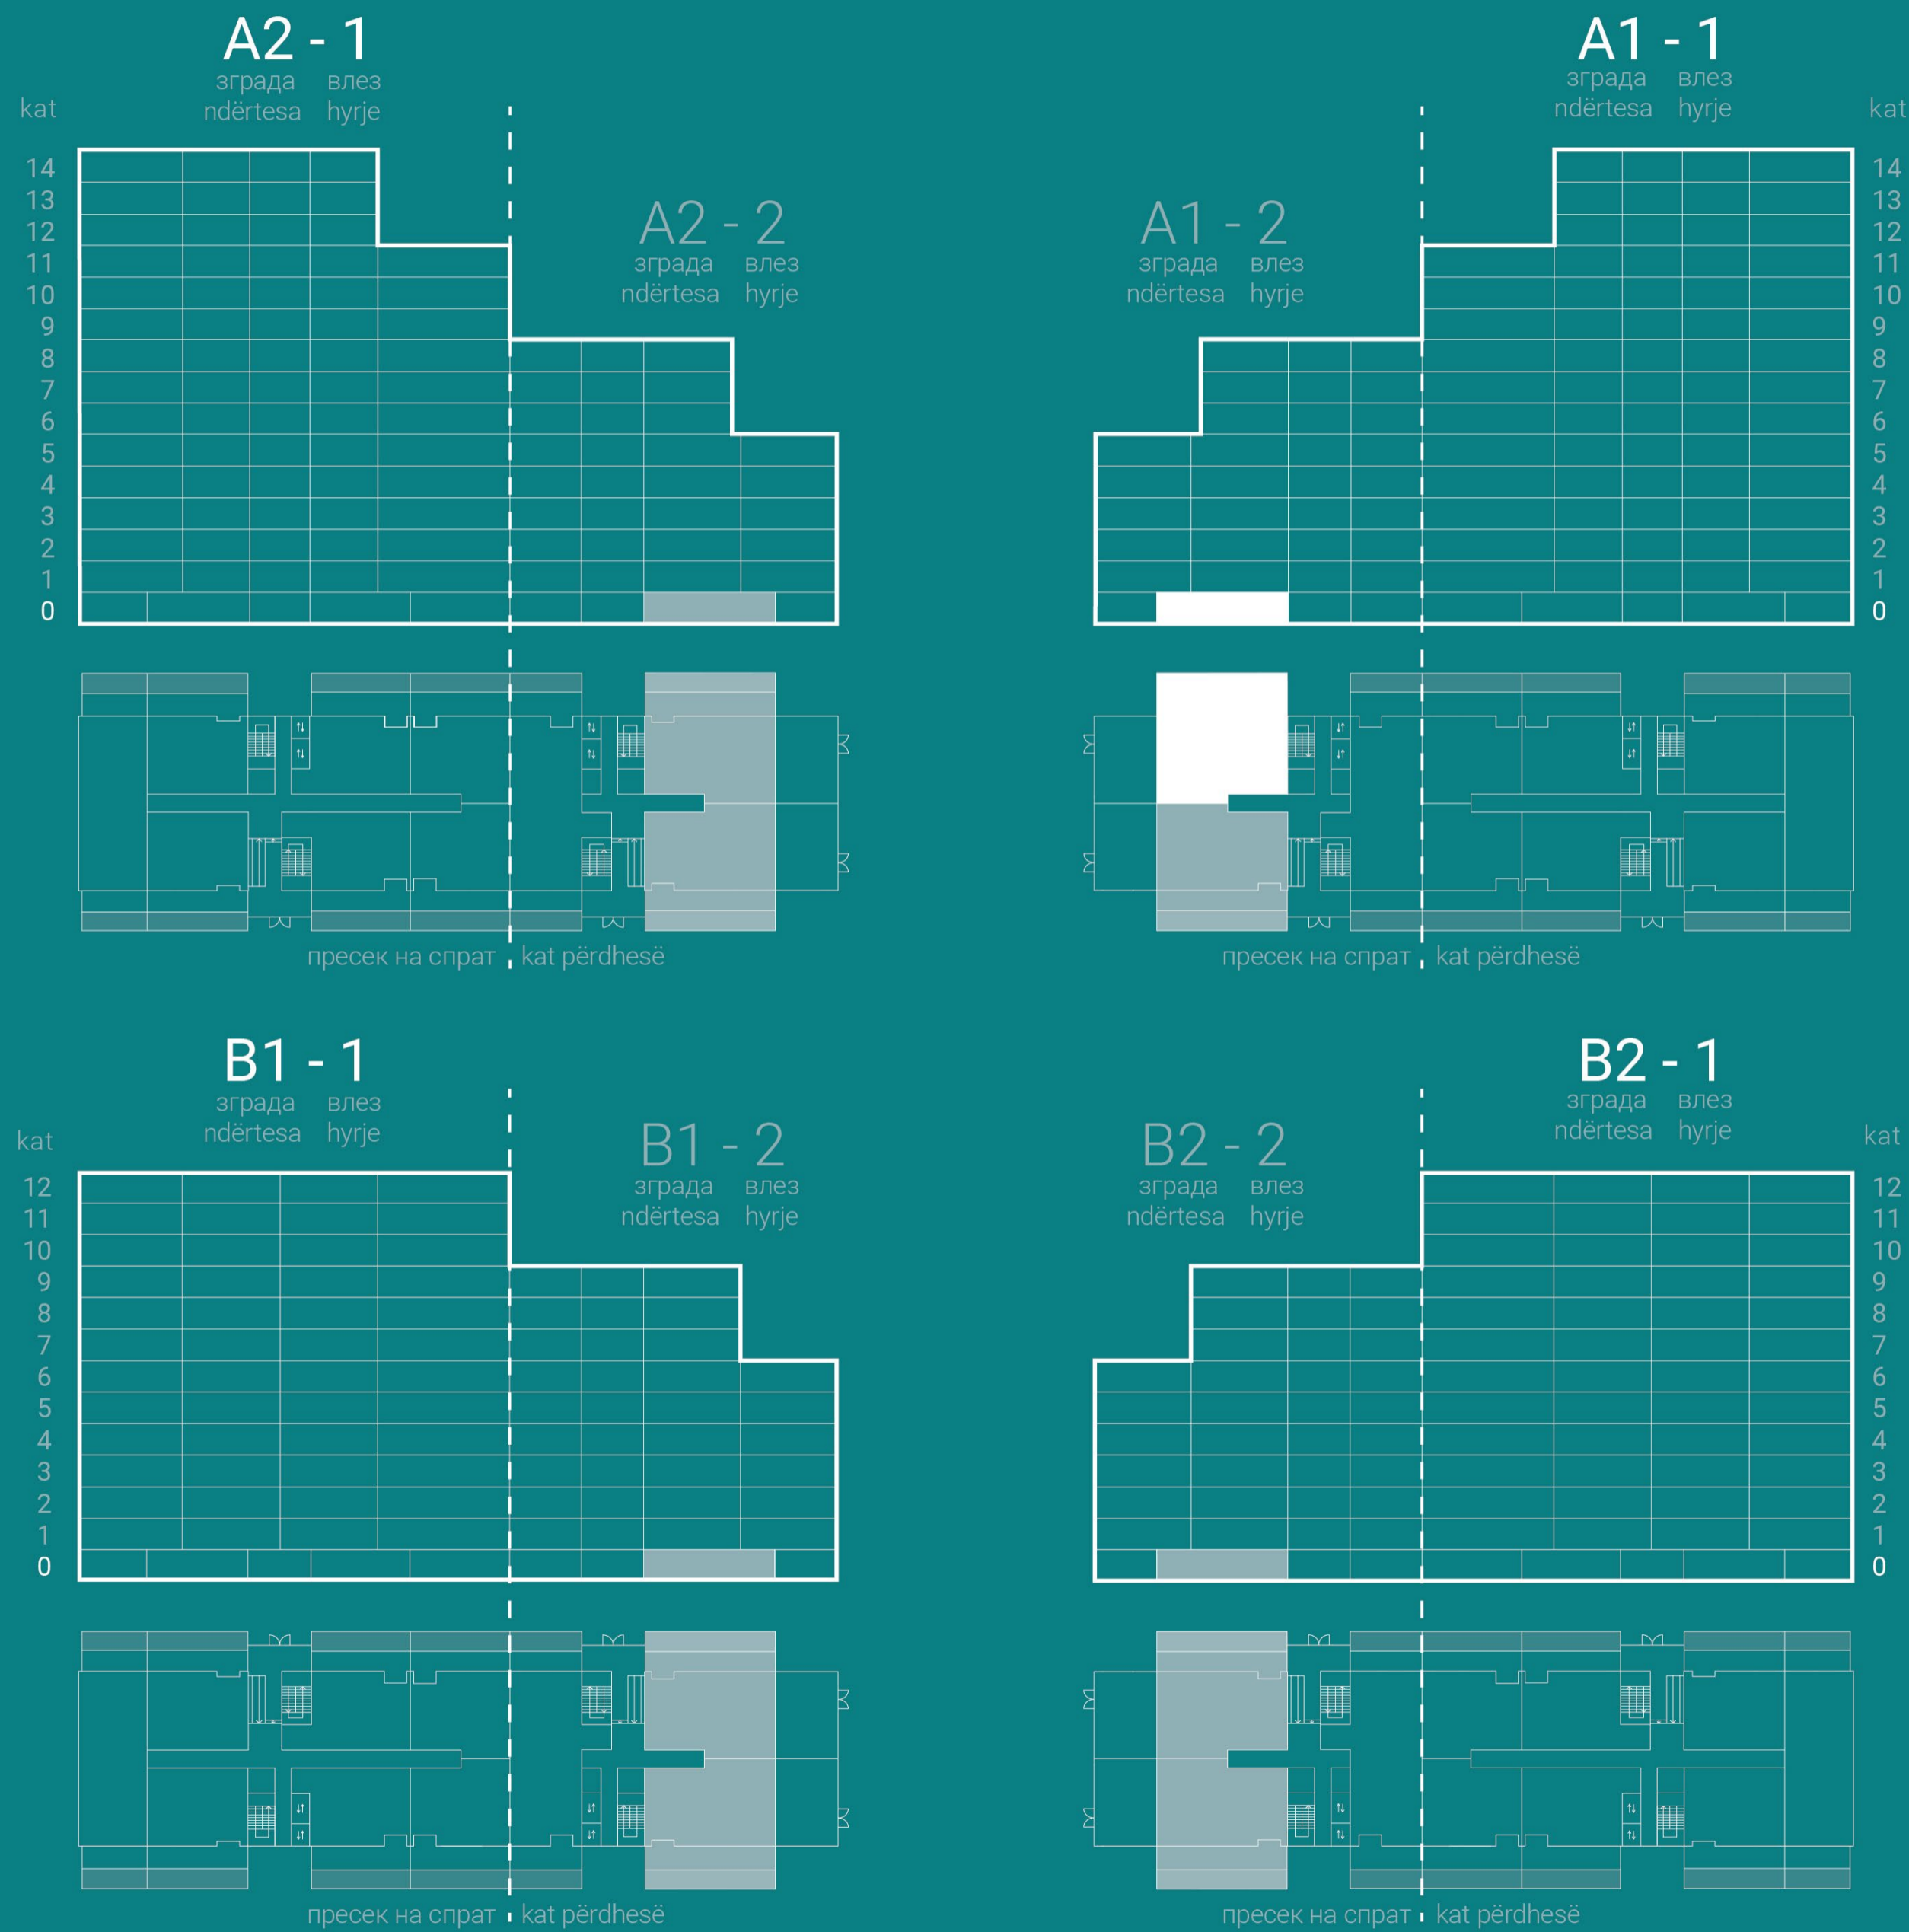 A2 - 1
зграда влез
ndërtesa hyrje
kat
14
13
12
11
10
9
8
7
6
5
4
3
2
1
0
A2 - 2
зграда влез
ndërtesa hyrje
пресек на спрат kat përdhesë
A1 - 1
зграда влез
ndërtesa hyrje
kat
A1 - 2
зграда влез
ndërtesa hyrje
14
13
12
11
10
9
8
7
6
5
4
3
2
1
0
пресек на спрат kat përdhesë
B1 - 1
зграда влез
ndërtesa hyrje
kat
12
11
10
9
8
7
6
5
4
3
2
1
0
B1 - 2
зграда влез
ndërtesa hyrje
пресек на спрат kat përdhesë
B2 - 1
зграда влез
ndërtesa hyrje
kat
B2 - 2
зграда влез
ndërtesa hyrje
12
11
10
9
8
7
6
5
4
3
2
1
0
пресек на спрат kat përdhesë